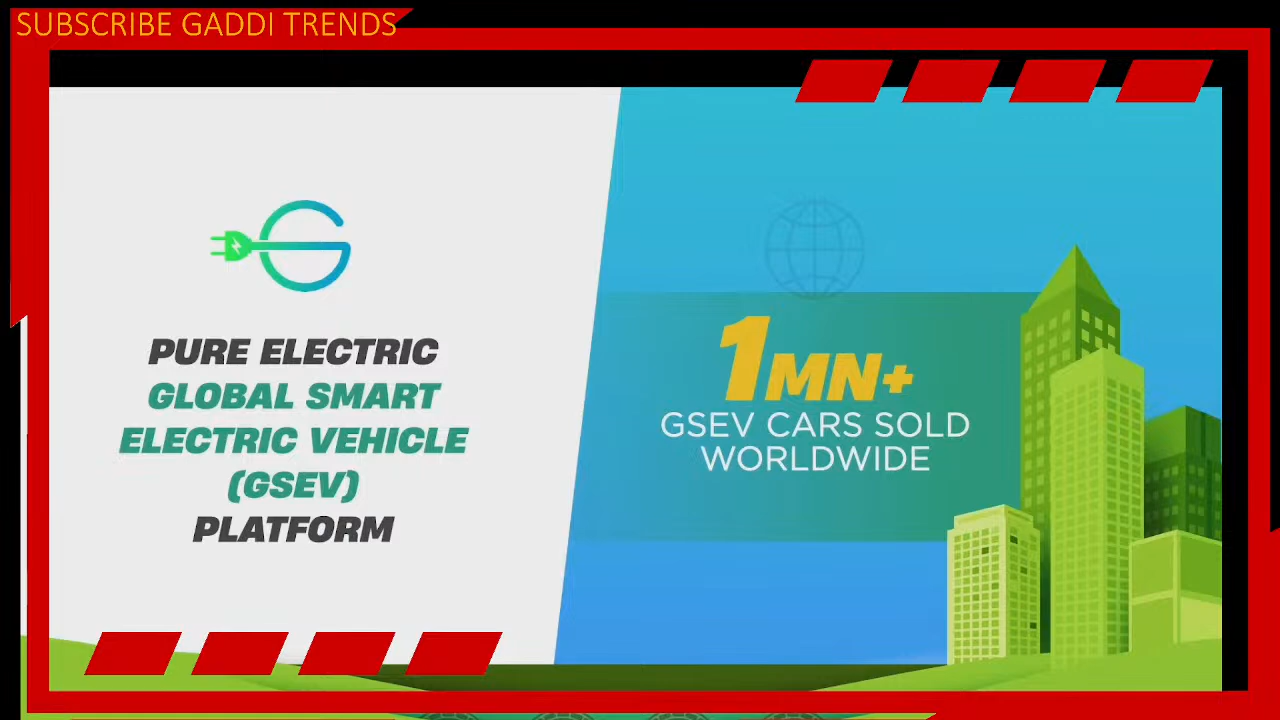 SUBSCRIBE GADDI TRENDS
PURE ELECTRIC
GLOBAL SMART
ELECTRIC VEHICLE
(GSEV)
PLATFORM
1MN+
GSEV CARS SOLD
WORLDWIDE